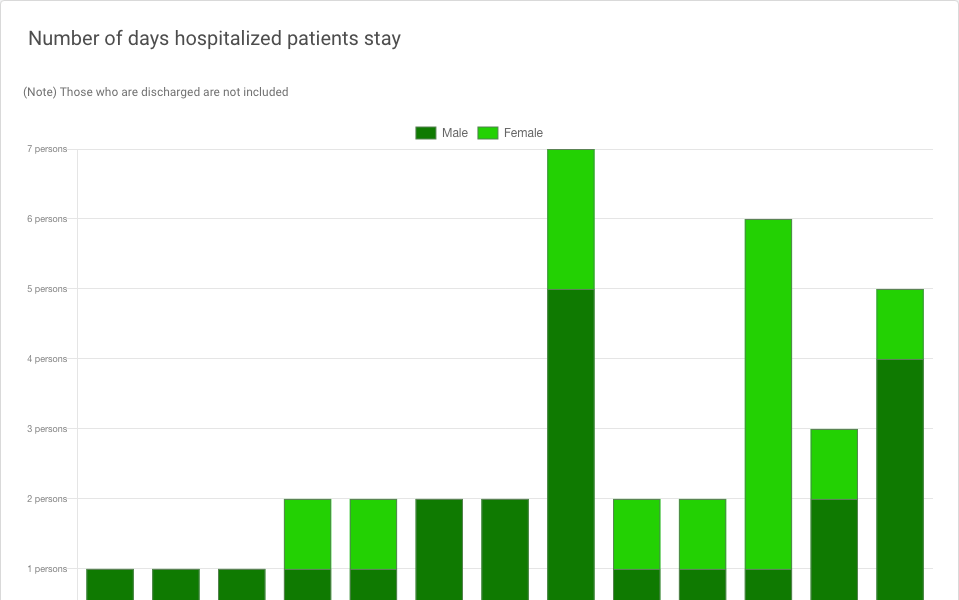 Number of days hospitalized patients stay
(Note) Those who are discharged are not included
Male Female
7 persons
6 persons
5 persons
4 persons
3 persons
2 persons
1 persons